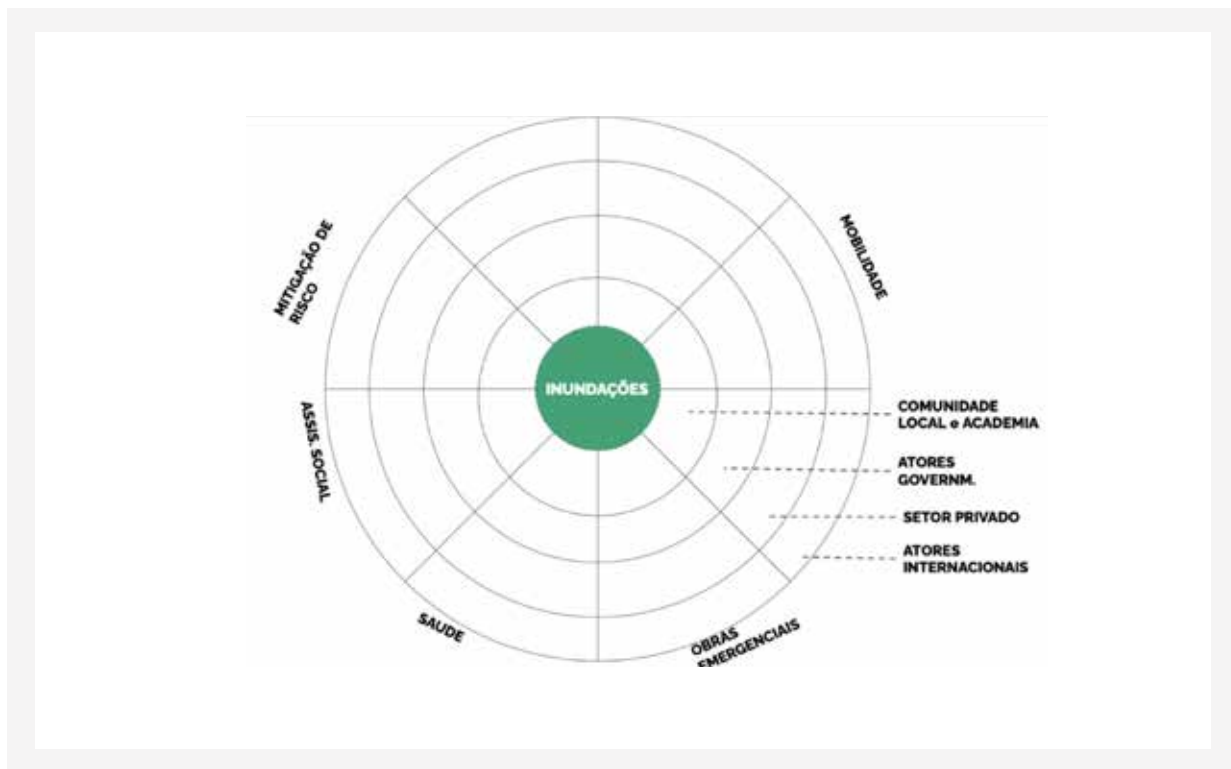 MITIGAÇÃO DE
RISCO
MOBILIDADE
INUNDAÇÕES
ASSIS. SOCIAL
COMUNIDADE
LOCAL e ACADEMIA
ATORES
GOVERNM.
SETOR PRIVADO
ATORES
INTERNACIONAIS
SAUDE
OBRAS
EMERGENCIAIS